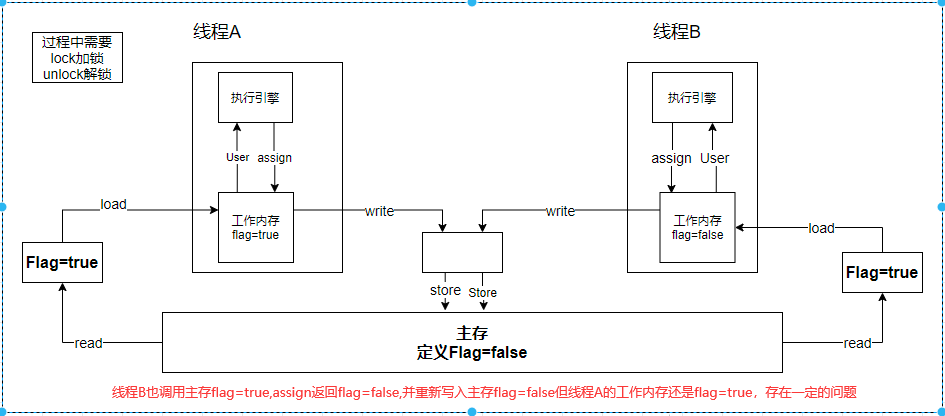 线程A
线程B
过程中需要
lock加锁
unlock解锁
执行引擎
执行引擎
User
assign
assign
User
load
工作内存
flag=true
write
write
工作内存
flag=false
load
Flag=true
Flag=true
store
Store
read
主存
定义Flag=false
read
线程B也调用主存flag=true,assign返回flag=false,并重新写入主存flag=false但线程A的工作内存还是flag=true，存在一定的问题